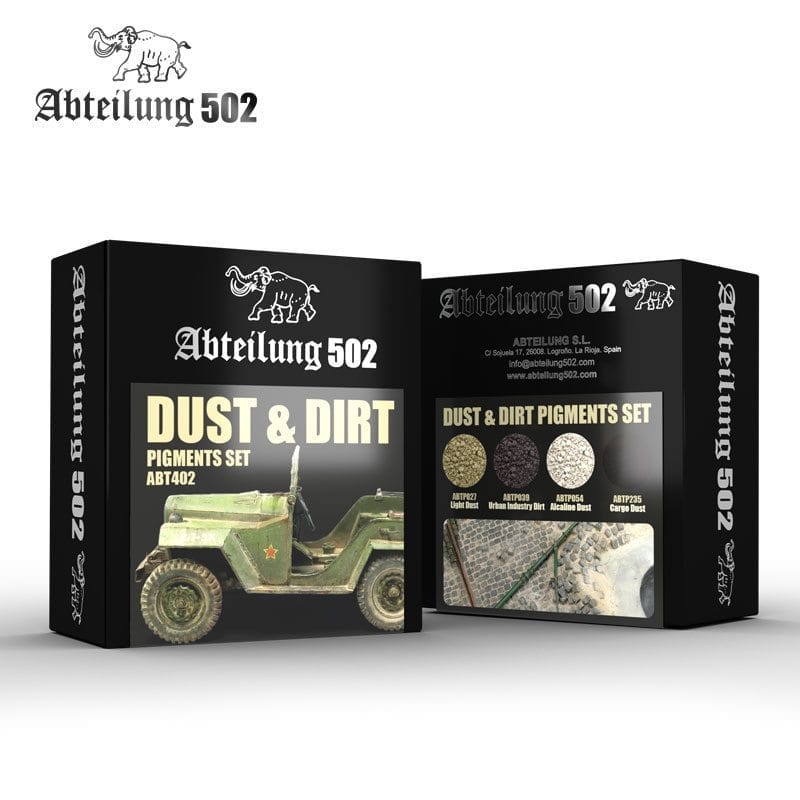 Abteilung 502
Abteilung 502
Abteilung 502
DUST & DIRT
PIGMENTS SET
ABT402
Abteilung 502
ABTEILUNG S.L.
C/ Sojuela 17, 26008. Logroño. La Rioja. Spain
info@abteilung502.com
www.abteilung502.com
DUST & DIRT PIGMENTS SET
ABTP027 ABTP039 ABTP054 ABTP235
Light Dust Urban Industry Dirt Alcaline Dust Cargo Dust
Abteilung 502